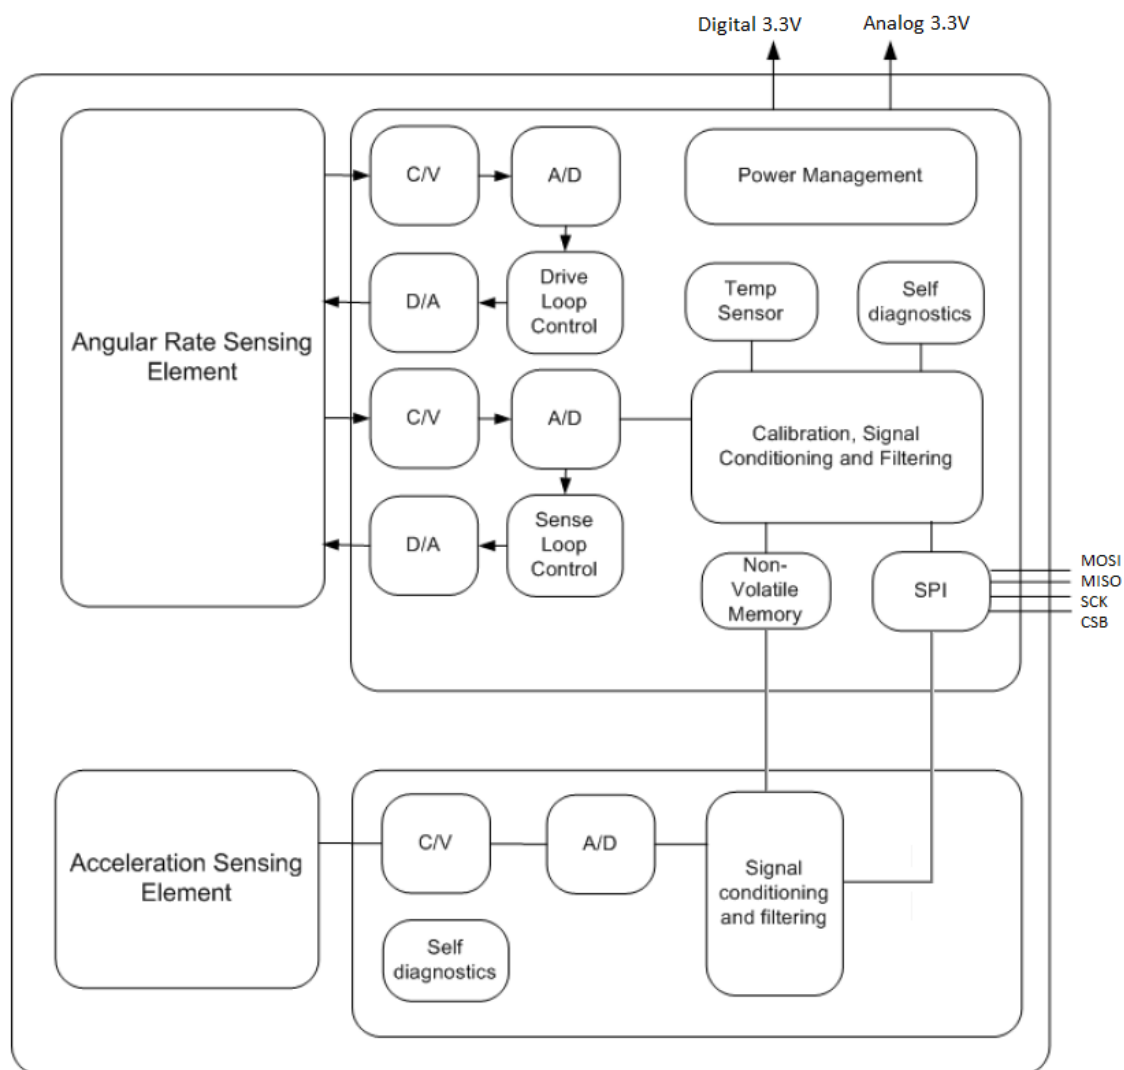 Digital 3.3V
Analog 3.3V
C/V
A/D
Power Management
D/A
Drive
Loop
Control
Temp
Sensor
Self
diagnostics
Angular Rate Sensing
Element
C/V
A/D
Calibration, Signal
Conditioning and Filtering
D/A
Sense
Loop
Control
Non-
Volatile
Memory
SPI
MOSI
MISO
SCK
CSB
Acceleration Sensing
Element
C/V
A/D
Signal
conditioning
and filtering
Self
diagnostics